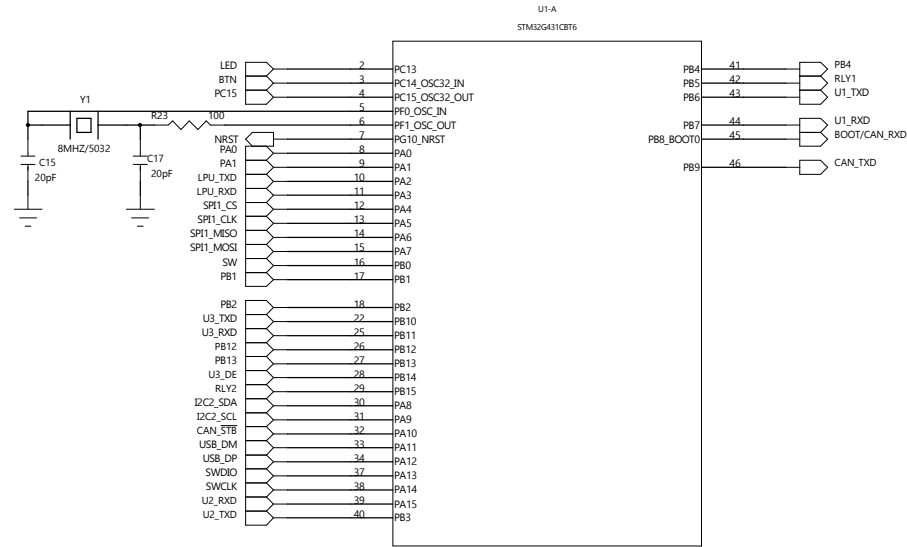 U1-A
STM32G431CBT6
LED 2 PC13
BTN 3 PC14_OSC32_IN
PC15 4 PC15_OSC32_OUT
5 PF0_OSC_IN
Y1
8MHZ/5032
R23 100 6 PF1_OSC_OUT
C15
20pF
C17
20pF
NRST 7 PG10_NRST
PA0 8 PA0
PA1 9 PA1
LPU_TXD 10 PA2
LPU_RXD 11 PA3
SPI1_CS 12 PA4
SPI1_CLK 13 PA5
SPI1_MISO 14 PA6
SPI1_MOSI 15 PA7
SW 16 PB0
PB1 17 PB1
PB2 18 PB2
U3_TXD 22 PB10
U3_RXD 25 PB11
PB12 26 PB12
PB13 27 PB13
U3_DE 28 PB14
RLY2 29 PB15
I2C2_SDA 30 PA8
I2C2_SCL 31 PA9
CAN_STB 32 PA10
USB_DM 33 PA11
USB_DP 34 PA12
SWDIO 37 PA13
SWCLK 38 PA14
U2_RXD 39 PA15
U2_TXD 40 PB3
PB4 41 PB4
PB5 42 RLY1
PB6 43 U1_TXD
PB7 44 U1_RXD
PB8_BOOT0 45 BOOT/CAN_RXD
PB9 46 CAN_TXD